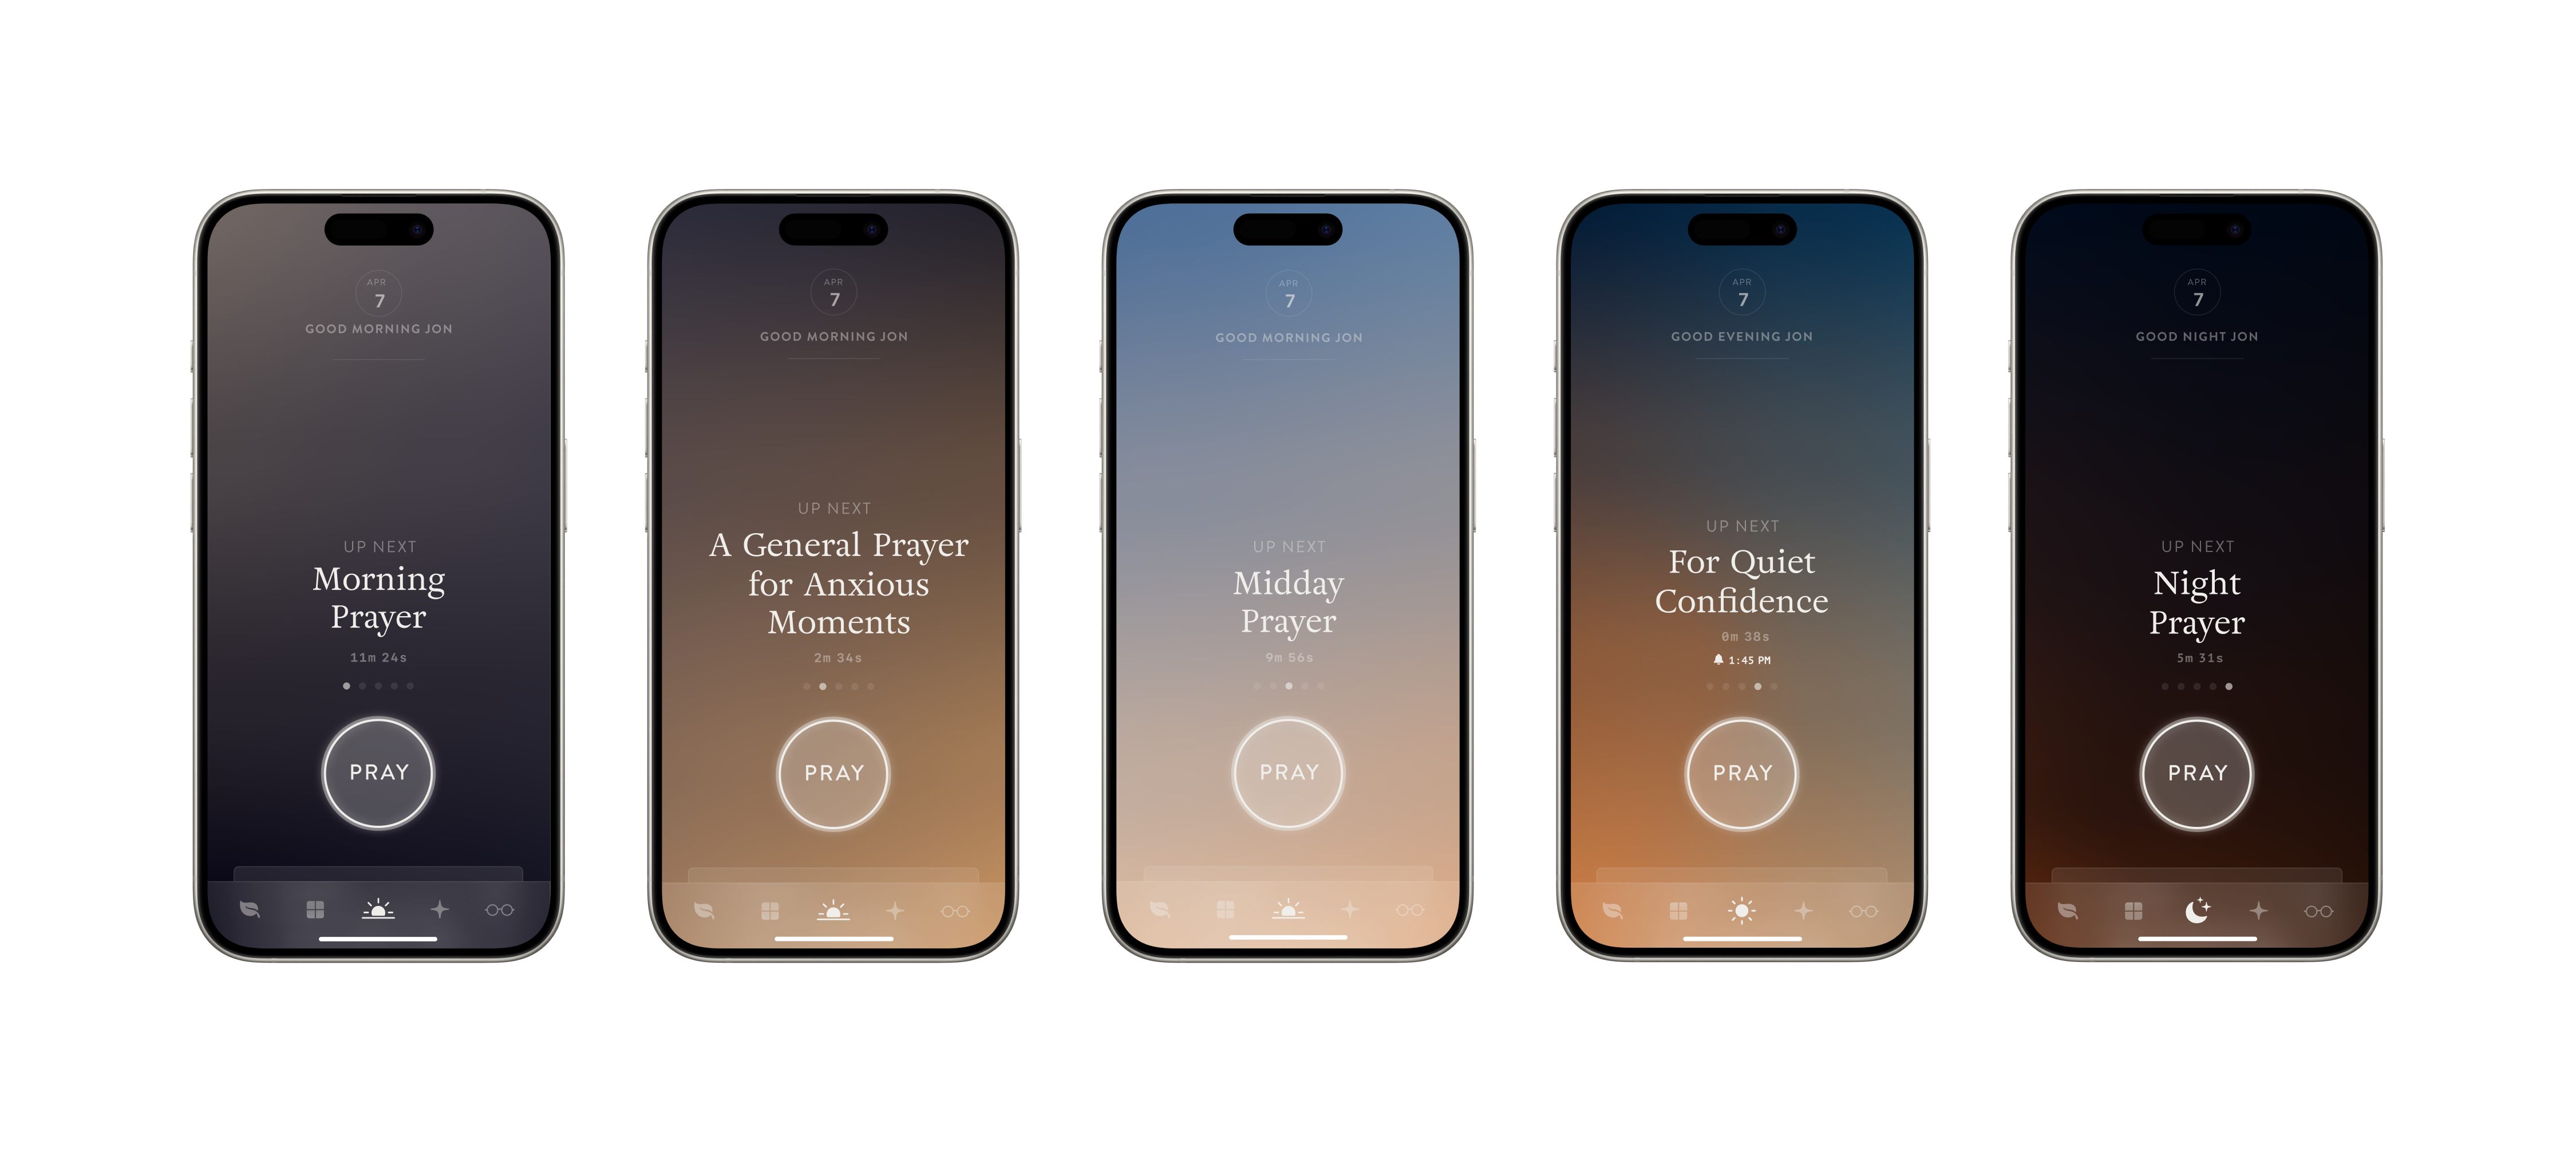 APR
7
GOOD MORNING JON
UP NEXT
Morning
Prayer
11m 24s
PRAY
APR
7
GOOD MORNING JON
UP NEXT
A General Prayer
for Anxious
Moments
2m 34s
PRAY
APR
7
GOOD MORNING JON
UP NEXT
Midday
Prayer
9m 56s
PRAY
APR
7
GOOD EVENING JON
UP NEXT
For Quiet
Confidence
0m 38s
1:45 PM
PRAY
APR
7
GOOD NIGHT JON
UP NEXT
Night
Prayer
5m 31s
PRAY